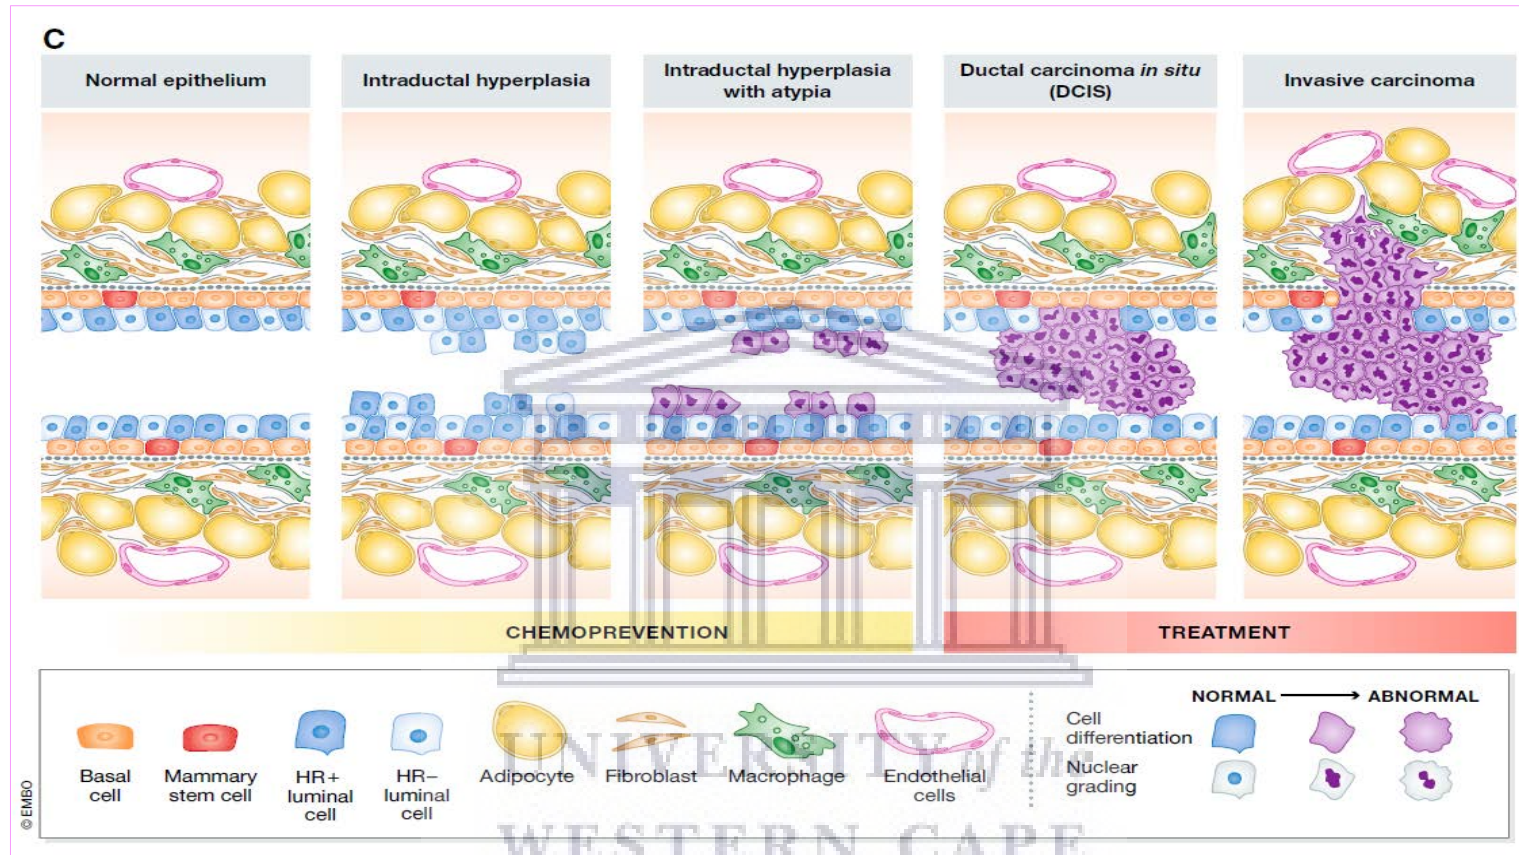 C
Normal epithelium
Intraductal hyperplasia
Intraductal hyperplasia
with atypia
Ductal carcinoma in situ
(DCIS)
Invasive carcinoma
CHEMOPREVENTION
TREATMENT
Basal
cell
Mammary
stem cell
HR+
luminal
cell
HR–
luminal
cell
Adipocyte
Fibroblast
Macrophage
Endothelial
cells
NORMAL
ABNORMAL
Cell
differentiation
Nuclear
grading
© EMBO
UNIVERSITY of the
WESTERN CAPE